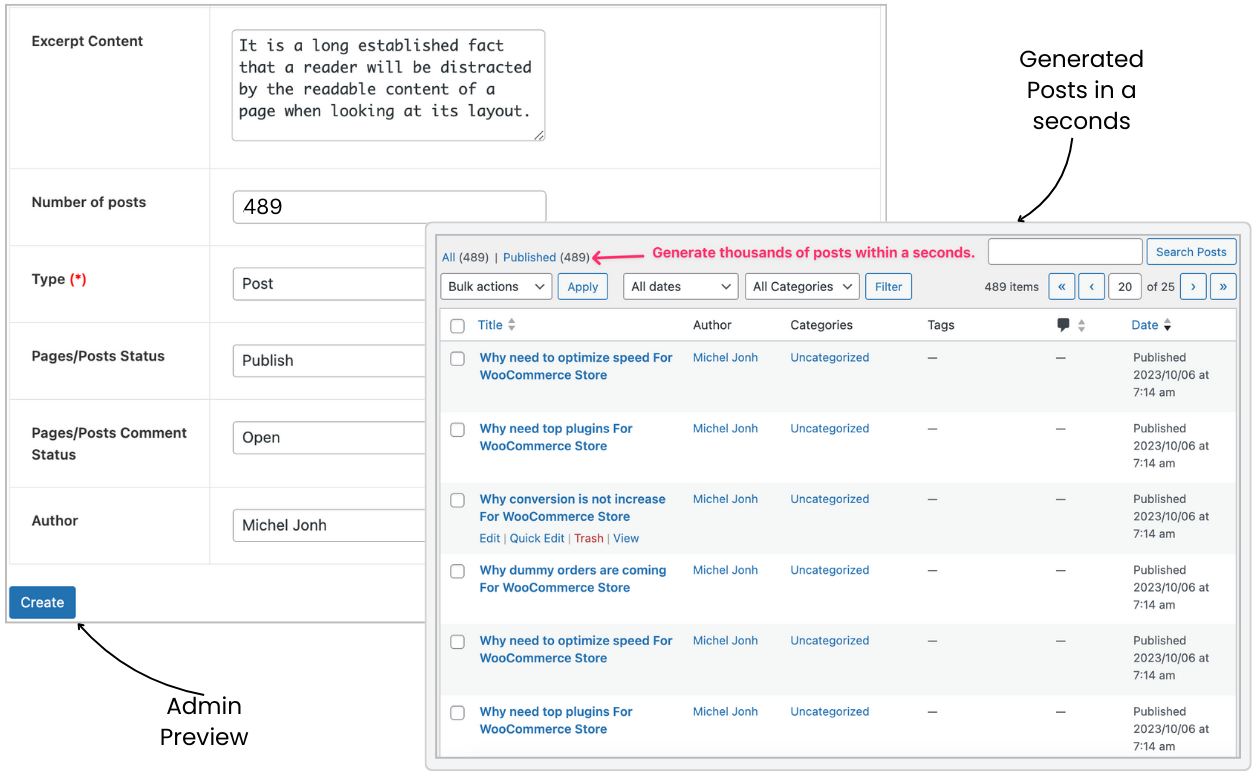 Excerpt Content
It is a long established fact
that a reader will be distracted
by the readable content of a
page when looking at its layout.
Number of posts
489
Type (*)
Post
Pages/Posts Status
Publish
Pages/Posts Comment
Status
Open
Author
Michel Jonh
Create
Admin
Preview
Generated
Posts in a
seconds
All (489) | Published (489)
Generate thousands of posts within a seconds.
Search Posts
Bulk actions Apply All dates All Categories Filter 489 items « ‹ 20 of 25 › »
Title Author Categories Tags Date
Why need to optimize speed For Michel Jonh Uncategorized — — Published
WooCommerce Store 2023/10/06 at
7:14 am
Why need top plugins For Michel Jonh Uncategorized — — Published
WooCommerce Store 2023/10/06 at
7:14 am
Why conversion is not increase Michel Jonh Uncategorized — — Published
For WooCommerce Store 2023/10/06 at
Edit | Quick Edit | Trash | View 7:14 am
Why dummy orders are coming Michel Jonh Uncategorized — — Published
For WooCommerce Store 2023/10/06 at
7:14 am
Why need to optimize speed For Michel Jonh Uncategorized — — Published
WooCommerce Store 2023/10/06 at
7:14 am
Why need top plugins For Michel Jonh Uncategorized — — Published
WooCommerce Store 2023/10/06 at
7:14 am